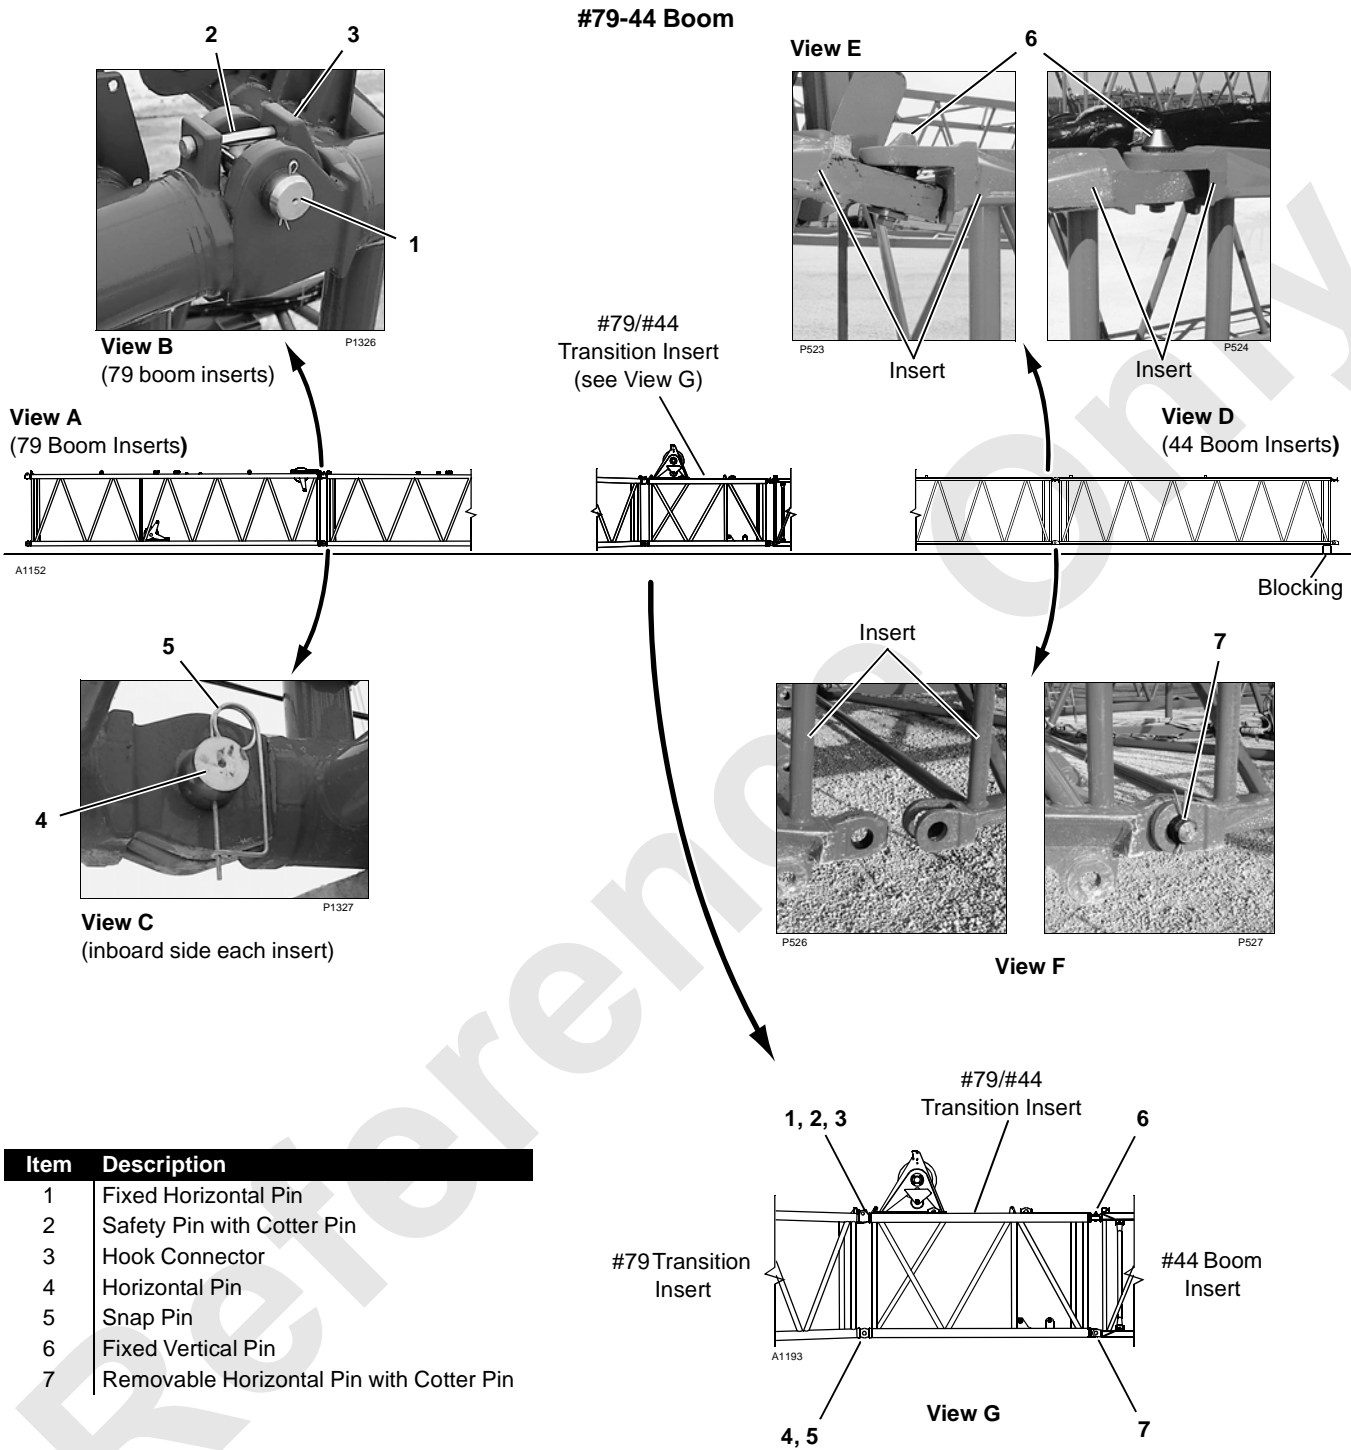 #79-44 Boom
2
3
1
P1326
View B
(79 boom inserts)
View E
6
P523
P524
Insert
Insert
#79/#44
Transition Insert
(see View G)
View A
(79 Boom Inserts)
View D
(44 Boom Inserts)
A1152
Blocking
5
4
P1327
View C
(inboard side each insert)
Insert
7
P526
P527
View F
Item Description
1 Fixed Horizontal Pin
2 Safety Pin with Cotter Pin
3 Hook Connector
4 Horizontal Pin
5 Snap Pin
6 Fixed Vertical Pin
7 Removable Horizontal Pin with Cotter Pin
#79/#44
Transition Insert
1, 2, 3
6
#79 Transition
Insert
#44 Boom
Insert
A1193
4, 5
7
View G
Reference Only